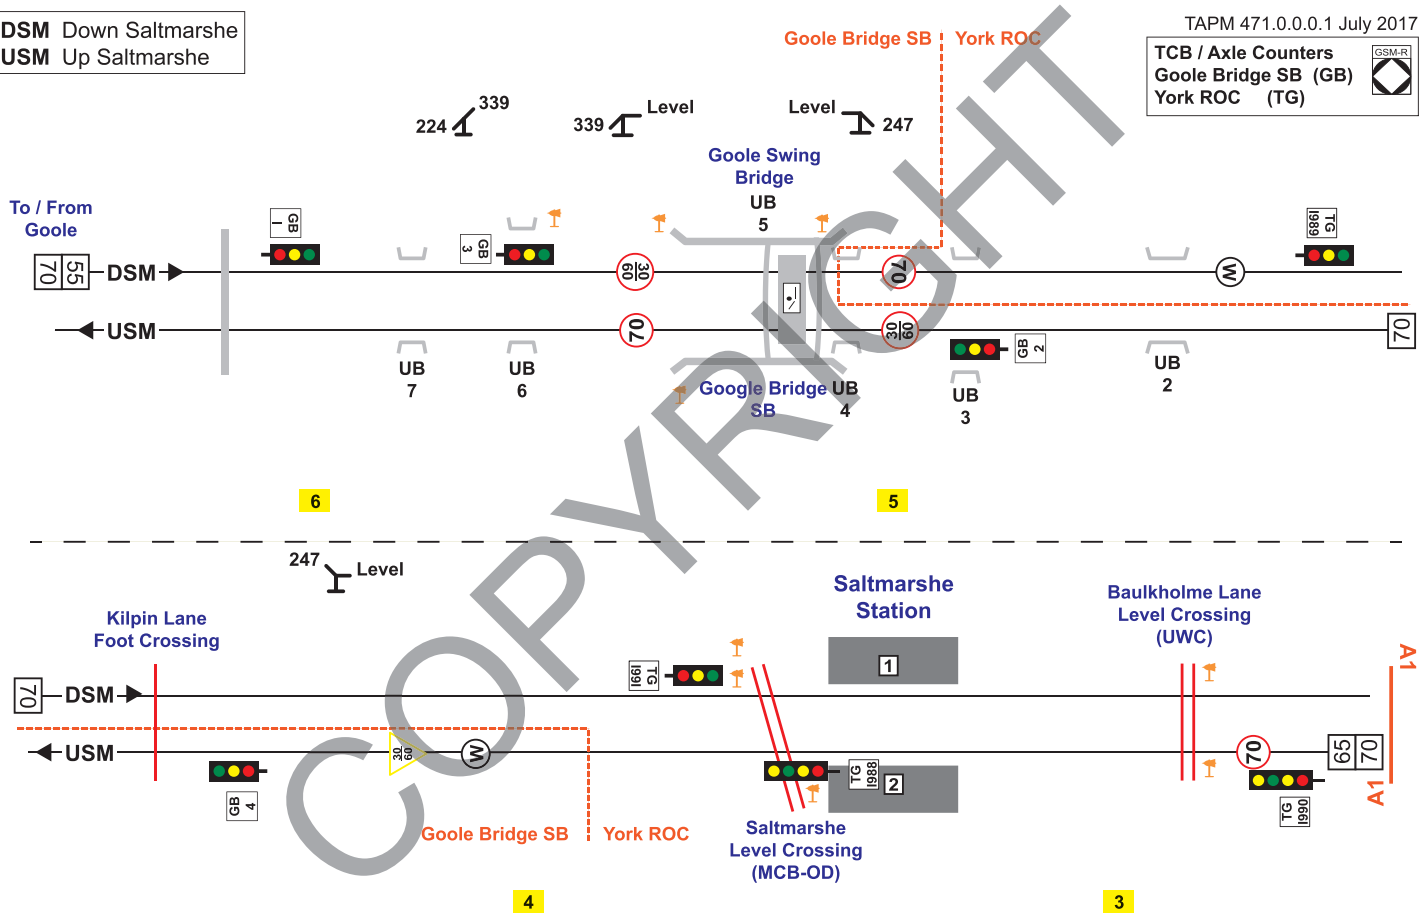 DSM Down Saltmarshe
USM Up Saltmarshe
TAPM 471.0.0.0.1 July 2017
TCB / Axle Counters
Goole Bridge SB (GB)
York ROC (TG)
GSM-R
Goole Bridge SB
York ROC
339
224
Level
339
Level
247
Goole Swing
Bridge
UB
5
To / From
Goole
GB
1
GB
3
TG
1989
70
55
DSM
30
60
70
W
USM
70
30
60
70
GB
2
UB
7
UB
6
Google Bridge
SB
UB
4
UB
3
UB
2
6
5
247
Level
Kilpin Lane
Foot Crossing
Saltmarshe
Station
Baulkholme Lane
Level Crossing
(UWC)
TG
1991
1
A1
70
DSM
USM
30
60
W
70
65
70
GB
4
TG
1988
2
TG
1990
A1
Goole Bridge SB
York ROC
Saltmarshe
Level Crossing
(MCB-OD)
4
3
COPYRIGHT